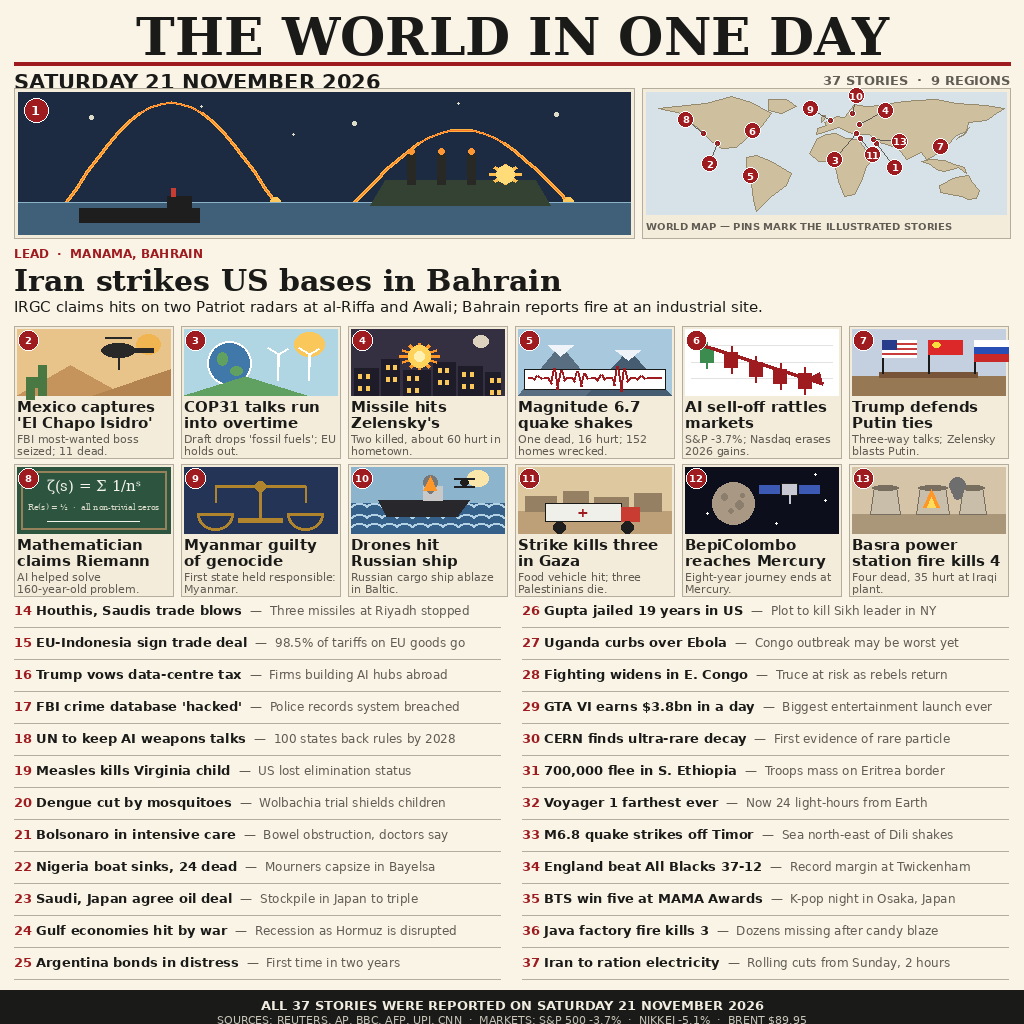 THE WORLD IN ONE DAY
SATURDAY 21 NOVEMBER 2026
37 STORIES · 9 REGIONS
1
10
9
4
8
6
13
7
2
3
11
1
5
WORLD MAP — PINS MARK THE ILLUSTRATED STORIES
LEAD · MANAMA, BAHRAIN
Iran strikes US bases in Bahrain
IRGC claims hits on two Patriot radars at al-Riffa and Awali; Bahrain reports fire at an industrial site.
2
Mexico captures
'El Chapo Isidro'
FBI most-wanted boss
seized; 11 dead.
3
COP31 talks run
into overtime
Draft drops 'fossil fuels'; EU
holds out.
4
Missile hits
Zelensky's
Two killed, about 60 hurt in
hometown.
5
Magnitude 6.7
quake shakes
One dead, 16 hurt; 152
homes wrecked.
6
AI sell-off rattles
markets
S&P -3.7%; Nasdaq erases
2026 gains.
7
Trump defends
Putin ties
Three-way talks; Zelensky
blasts Putin.
8
ζ(s) = Σ 1/nˢ
Re(s) = ½ · all non-trivial zeros
Mathematician
claims Riemann
AI helped solve
160-year-old problem.
9
Myanmar guilty
of genocide
First state held responsible:
Myanmar.
10
Drones hit
Russian ship
Russian cargo ship ablaze
in Baltic.
11
Strike kills three
in Gaza
Food vehicle hit; three
Palestinians die.
12
BepiColombo
reaches Mercury
Eight-year journey ends at
Mercury.
13
Basra power
station fire kills 4
Four dead, 35 hurt at Iraqi
plant.
14 Houthis, Saudis trade blows — Three missiles at Riyadh stopped
15 EU-Indonesia sign trade deal — 98.5% of tariffs on EU goods go
16 Trump vows data-centre tax — Firms building AI hubs abroad
17 FBI crime database 'hacked' — Police records system breached
18 UN to keep AI weapons talks — 100 states back rules by 2028
19 Measles kills Virginia child — US lost elimination status
20 Dengue cut by mosquitoes — Wolbachia trial shields children
21 Bolsonaro in intensive care — Bowel obstruction, doctors say
22 Nigeria boat sinks, 24 dead — Mourners capsize in Bayelsa
23 Saudi, Japan agree oil deal — Stockpile in Japan to triple
24 Gulf economies hit by war — Recession as Hormuz is disrupted
25 Argentina bonds in distress — First time in two years
26 Gupta jailed 19 years in US — Plot to kill Sikh leader in NY
27 Uganda curbs over Ebola — Congo outbreak may be worst yet
28 Fighting widens in E. Congo — Truce at risk as rebels return
29 GTA VI earns $3.8bn in a day — Biggest entertainment launch ever
30 CERN finds ultra-rare decay — First evidence of rare particle
31 700,000 flee in S. Ethiopia — Troops mass on Eritrea border
32 Voyager 1 farthest ever — Now 24 light-hours from Earth
33 M6.8 quake strikes off Timor — Sea north-east of Dili shakes
34 England beat All Blacks 37-12 — Record margin at Twickenham
35 BTS win five at MAMA Awards — K-pop night in Osaka, Japan
36 Java factory fire kills 3 — Dozens missing after candy blaze
37 Iran to ration electricity — Rolling cuts from Sunday, 2 hours
ALL 37 STORIES WERE REPORTED ON SATURDAY 21 NOVEMBER 2026
SOURCES: REUTERS, AP, BBC, AFP, UPI, CNN · MARKETS: S&P 500 -3.7% · NIKKEI -5.1% · BRENT $89.95